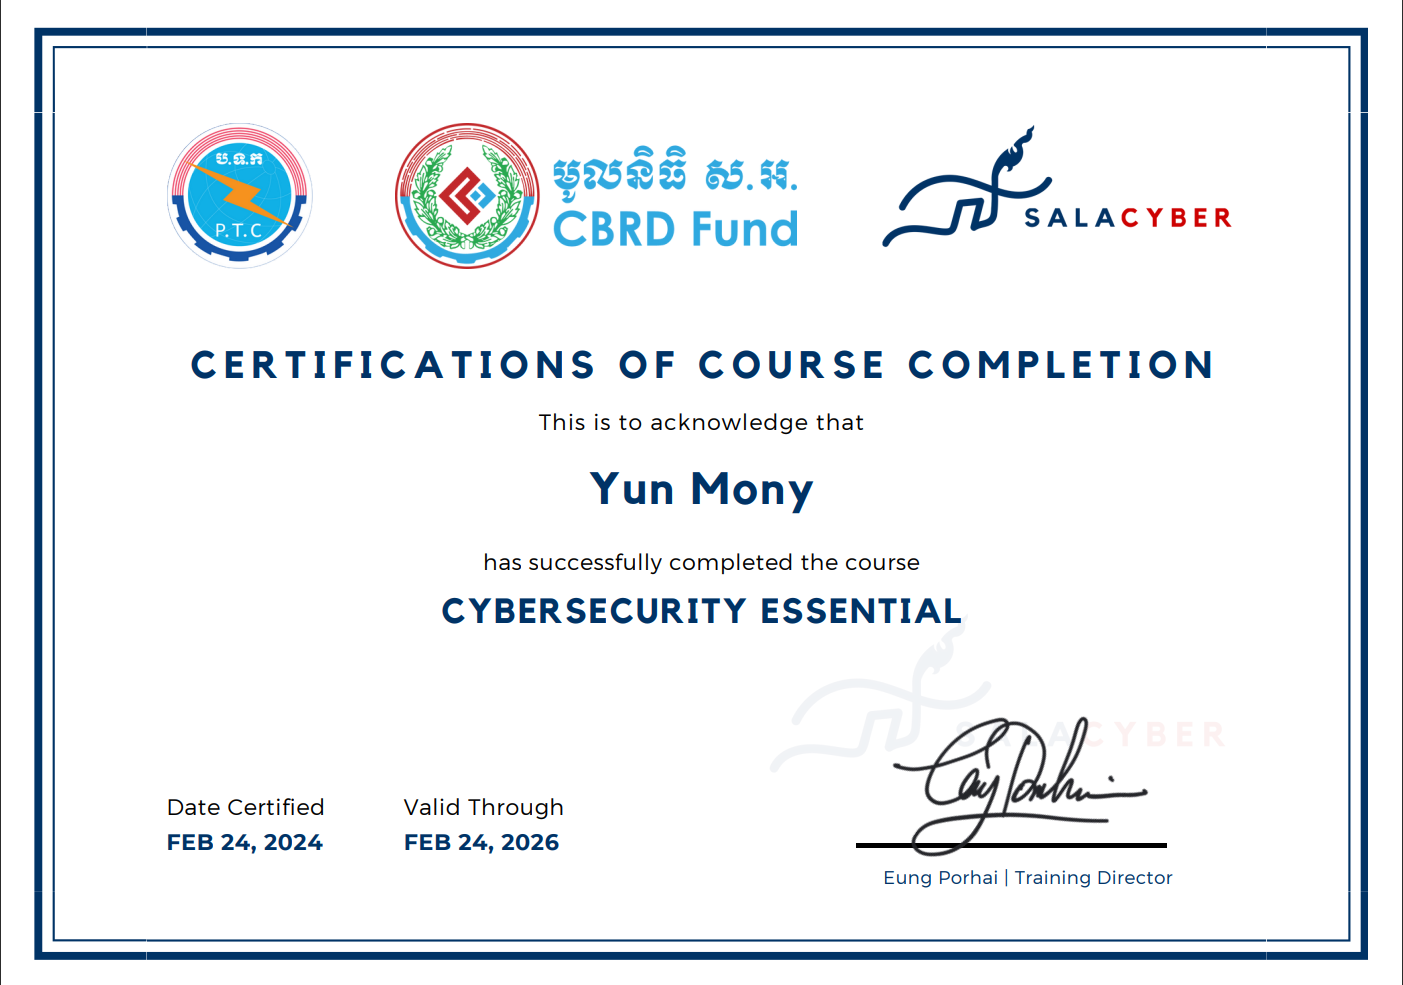 ប.ទ.ក
P.T.C
មូលនិធិ ស.អ.
CBRD Fund
SALACYBER
CERTIFICATIONS OF COURSE COMPLETION
This is to acknowledge that
Yun Mony
has successfully completed the course
CYBERSECURITY ESSENTIAL
SALACYBER
Date Certified
Valid Through
FEB 24, 2024
FEB 24, 2026
Eung Porhai | Training Director